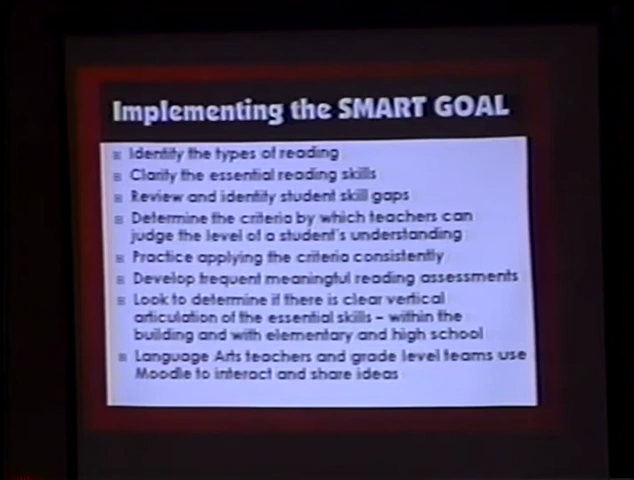 Implementing the SMART GOAL
Identify the types of reading
Clarify the essential reading skills
Review and identify student skill gaps
Determine the criteria by which teachers can
judge the level of a student's understanding
Practice applying the criteria consistently
Develop frequent meaningful reading assessments
Look to determine if there is clear vertical
articulation of the essential skills – within the
building and with elementary and high school
Language Arts teachers and grade level teams use
Moodle to interact and share ideas